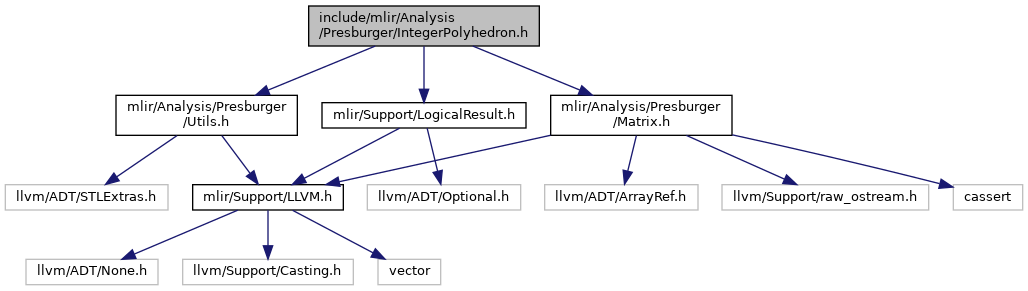 include/mlir/Analysis
/Presburger/IntegerPolyhedron.h
mlir/Analysis/Presburger
/Utils.h
mlir/Support/LogicalResult.h
mlir/Analysis/Presburger
/Matrix.h
llvm/ADT/STLExtras.h
mlir/Support/LLVM.h
llvm/ADT/Optional.h
llvm/ADT/ArrayRef.h
llvm/Support/raw_ostream.h
cassert
llvm/ADT/None.h
llvm/Support/Casting.h
vector